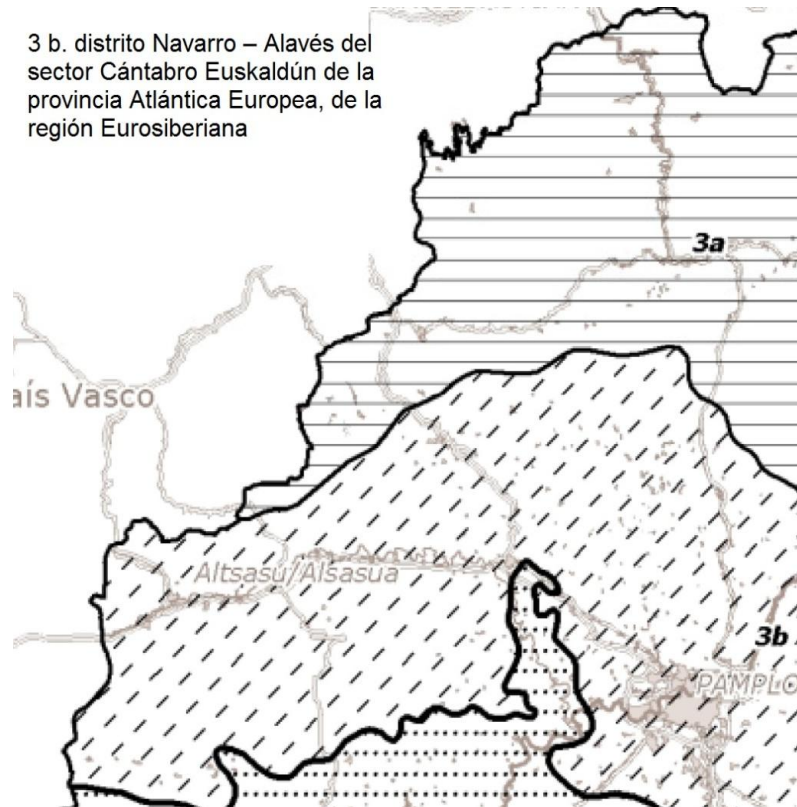 3 b. distrito Navarro – Alavés del
sector Cántabro Euskaldún de la
provincia Atlántica Europea, de la
región Eurosiberiana
3a
aís Vasco
Altsasu/Alsasua
3b
PAMPLO